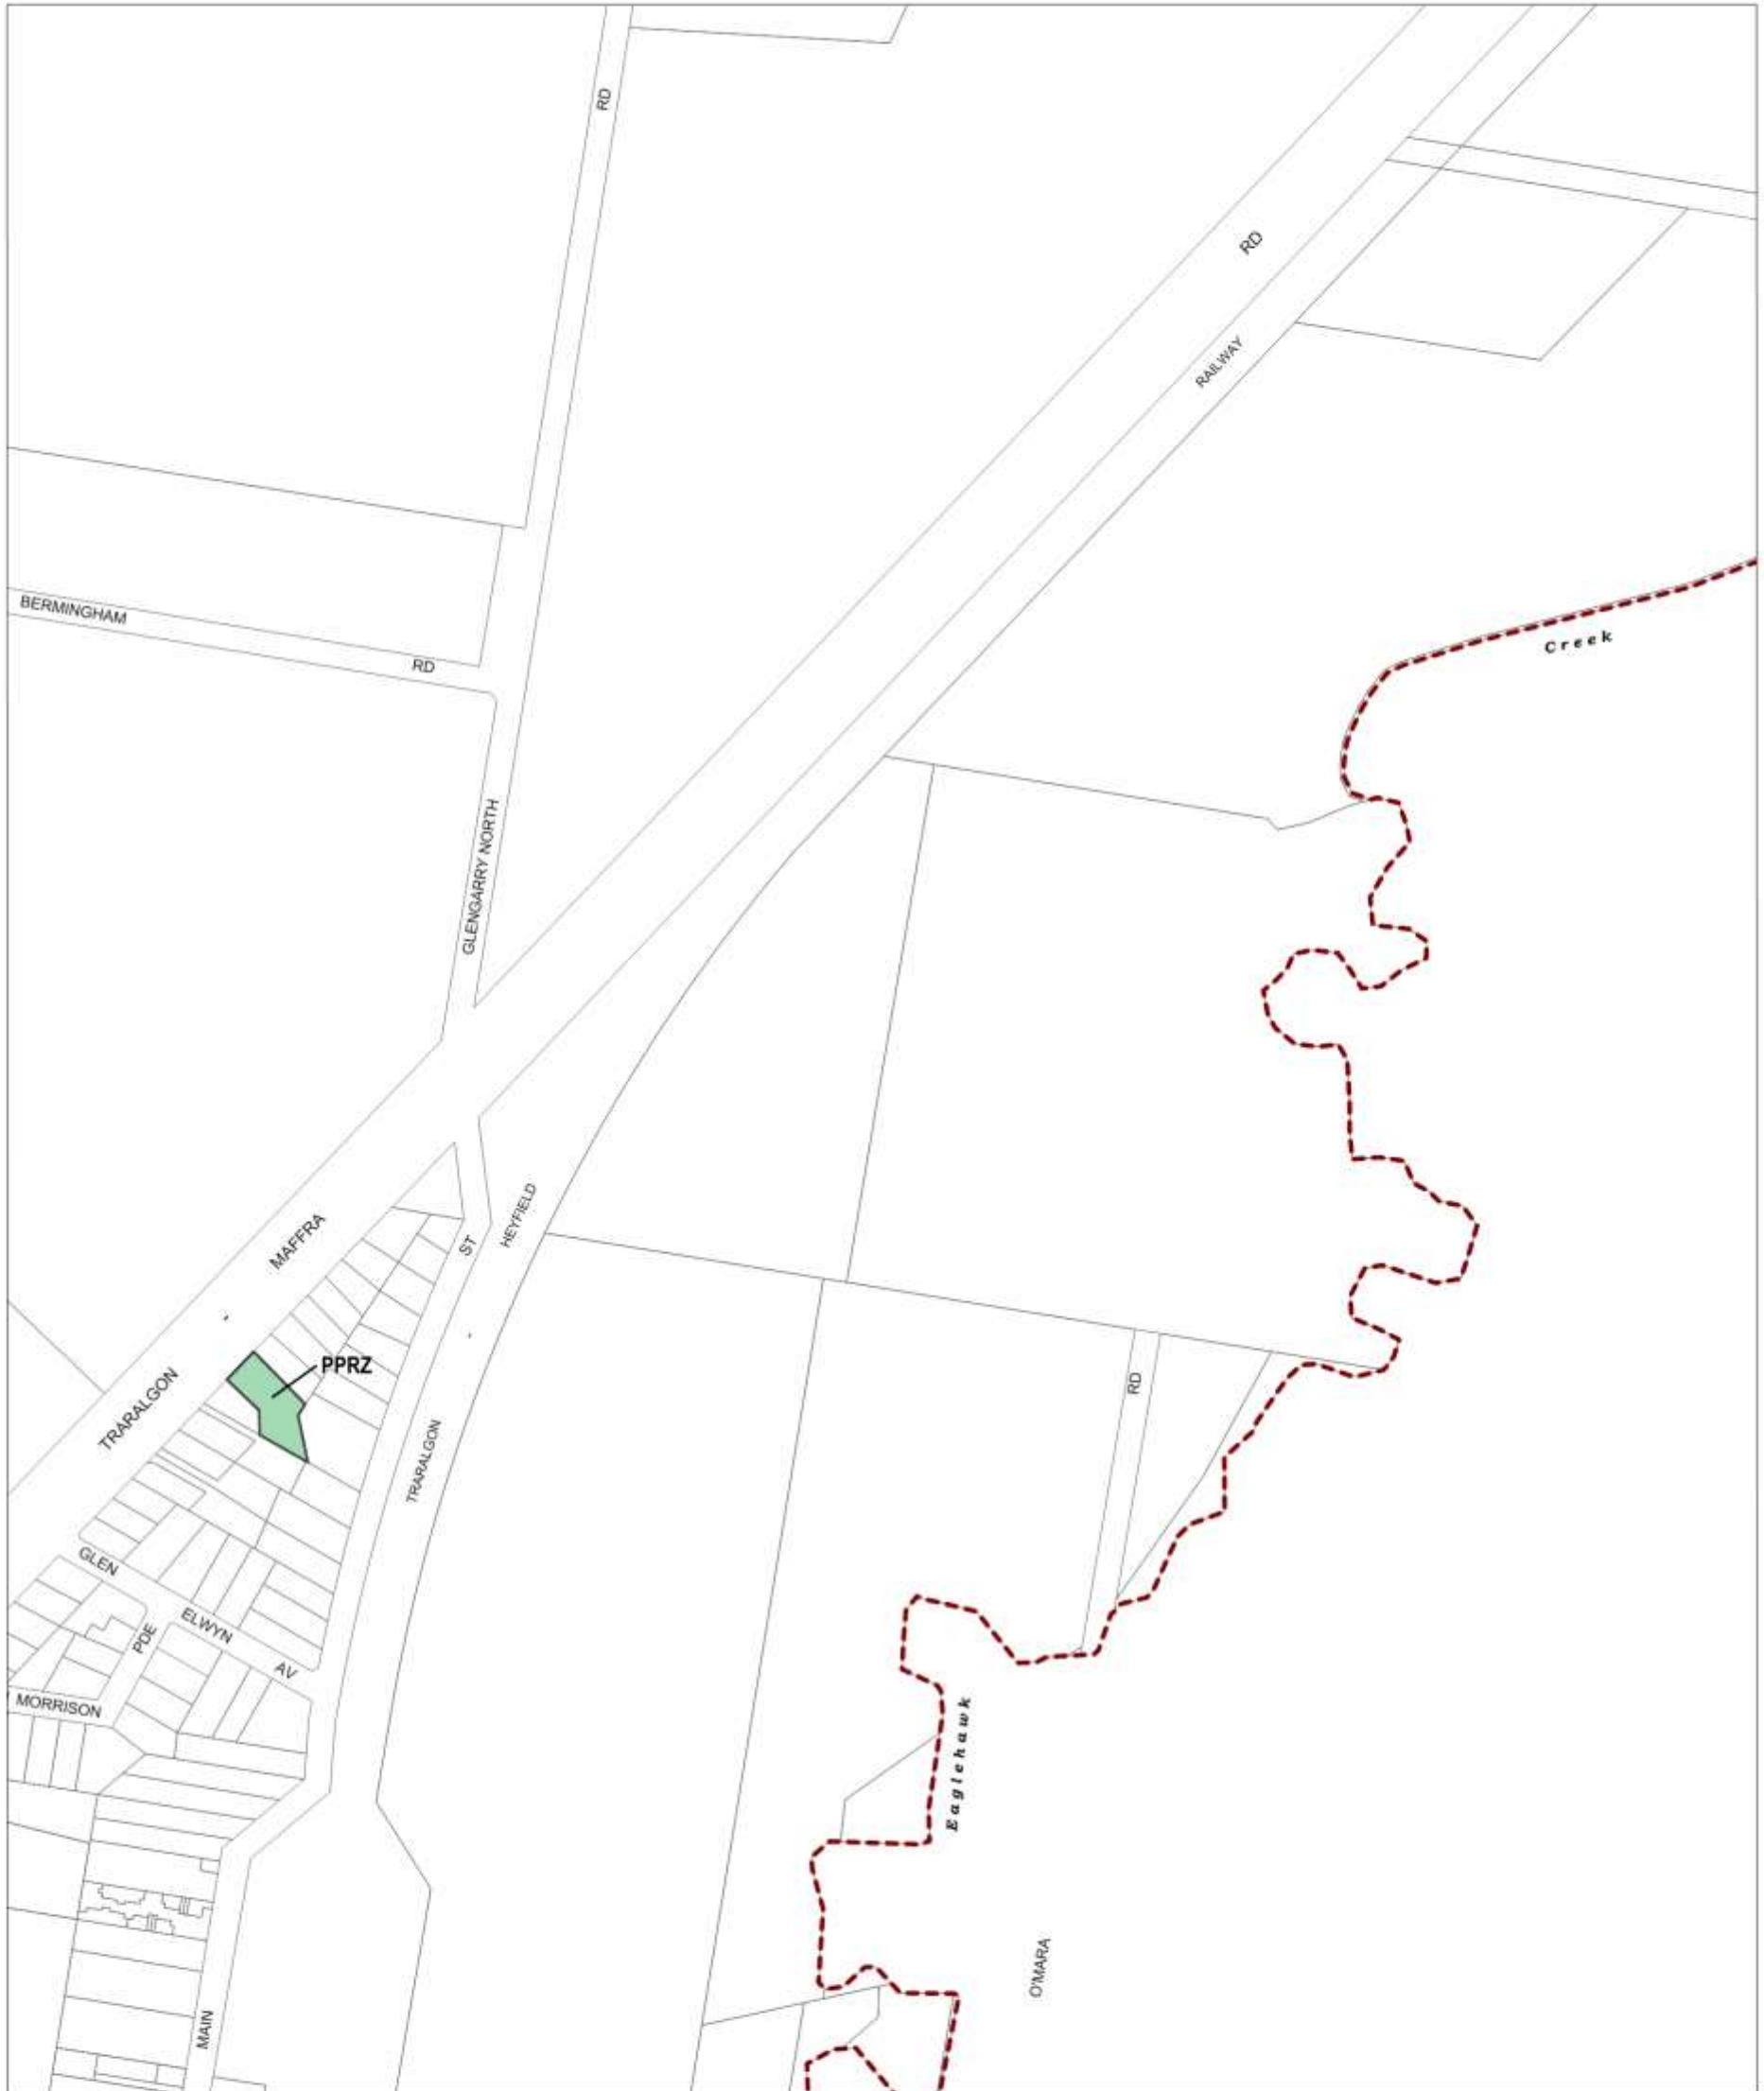 RD
RD
RAILWAY
BERMINGHAM
RD
Creek
GLENGARRY NORTH
MAFFRA
-
ST
HEYFIELD
-
PPRZ
TRARALGON
TRARALGON
RD
GLEN
ELWYN
AV
PDE
MORRISON
Eaglehawk
O'MARA
MAIN